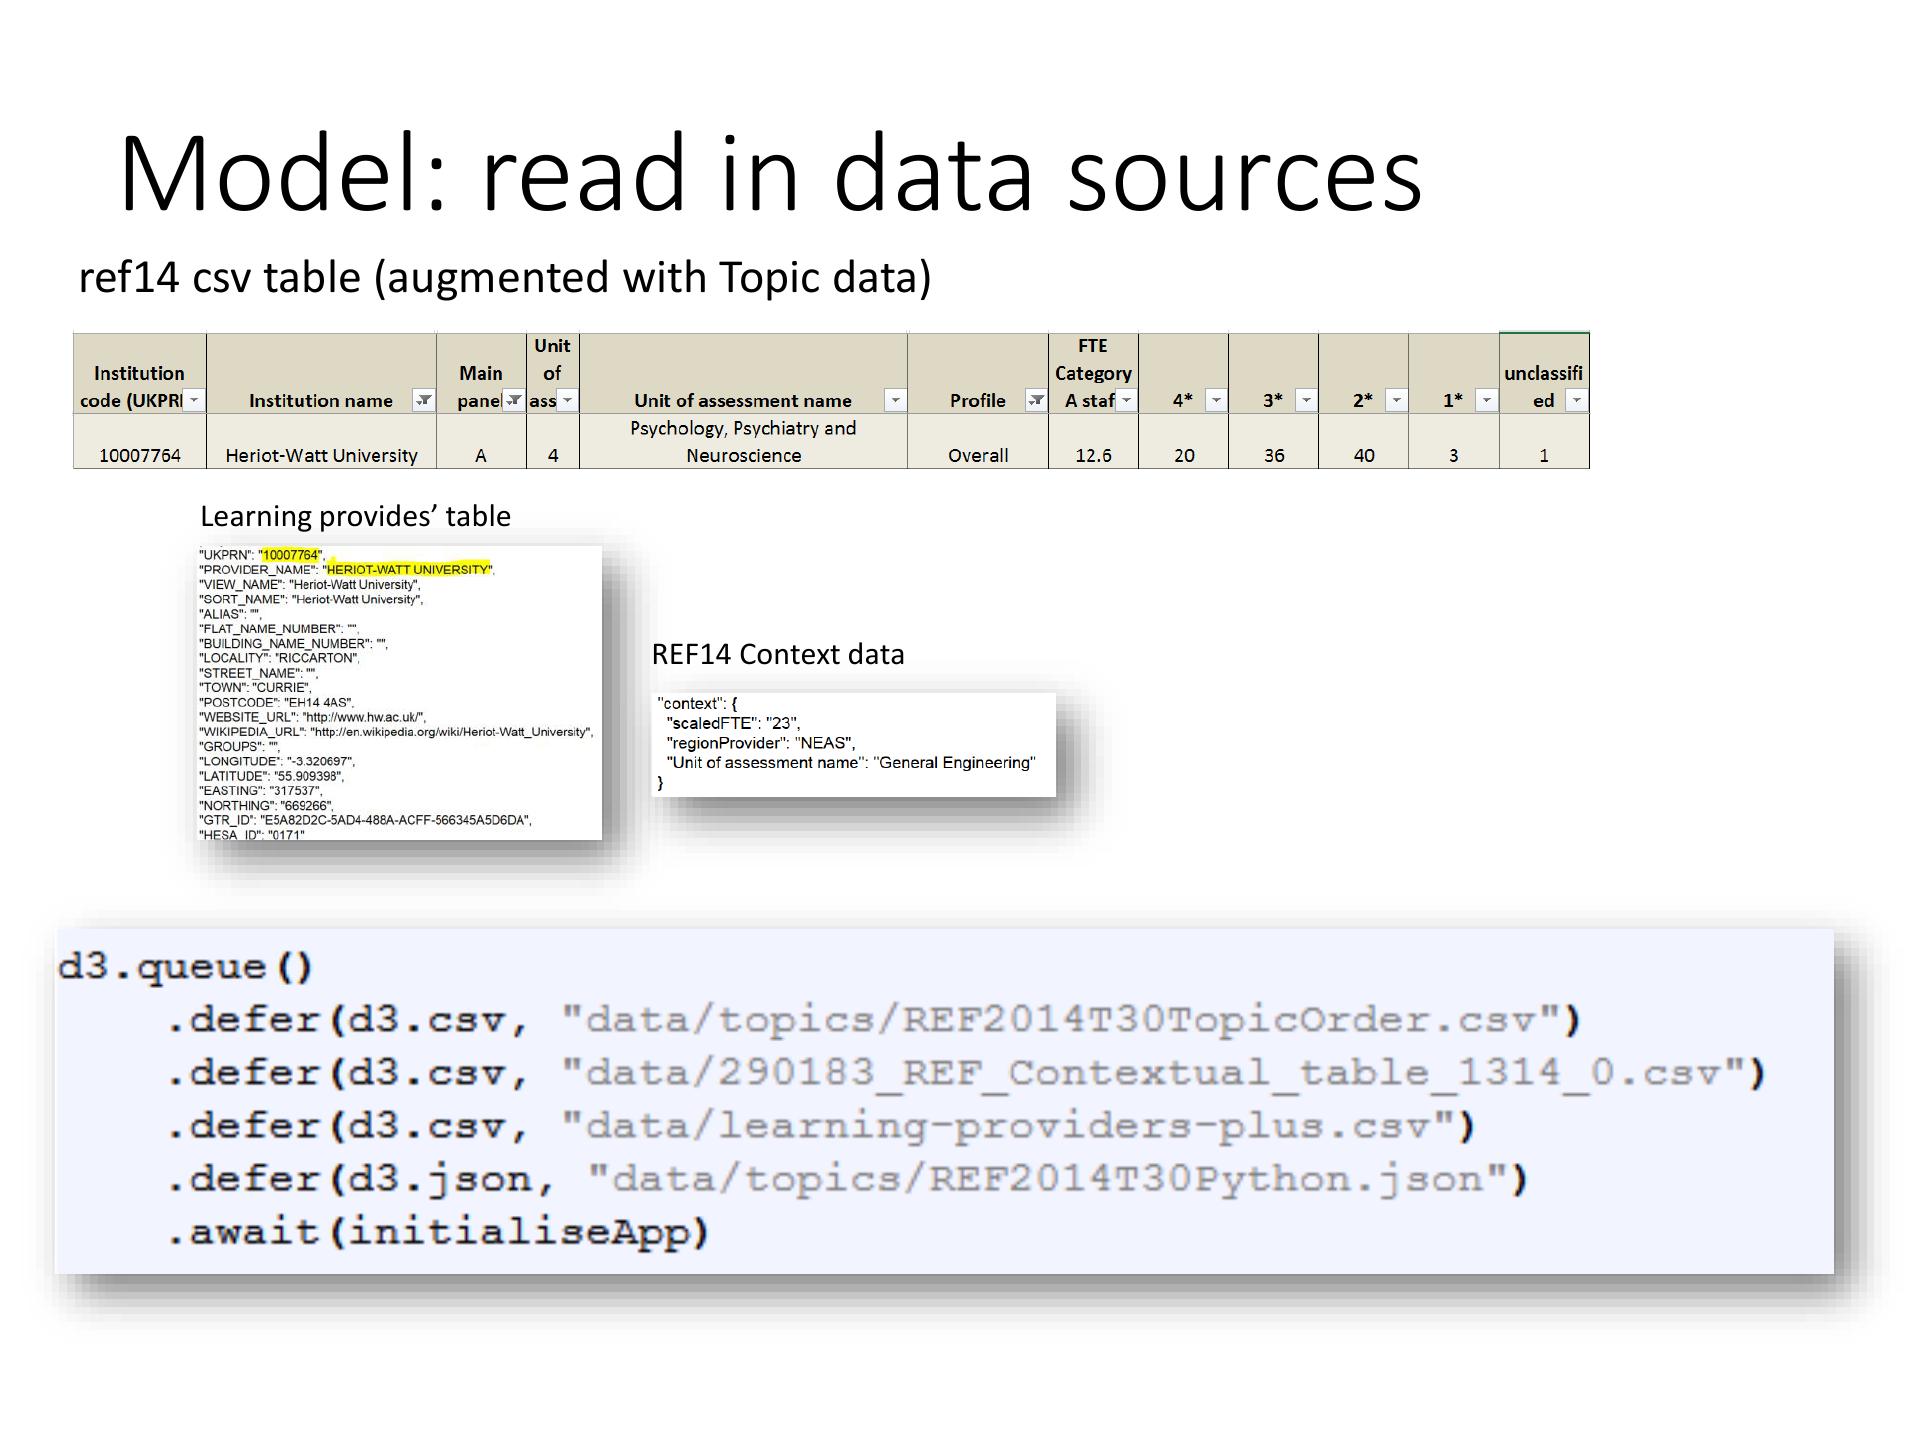 Model: read in data sources
ref14 csv table (augmented with Topic data)
Institution code (UKPRI Institution name Main panel Unit of ass Unit of assessment name Profile FTE Category A staf 4* 3* 2* 1* unclassified
10007764 Heriot-Watt University A 4 Psychology, Psychiatry and Neuroscience Overall 12.6 20 36 40 3 1
Learning provides’ table
"UKPRN": "10007764",
"PROVIDER_NAME": "HERIOT-WATT UNIVERSITY",
"VIEW_NAME": "Heriot-Watt University",
"SORT_NAME": "Heriot-Watt University",
"ALIAS": "",
"FLAT_NAME_NUMBER": "",
"BUILDING_NAME_NUMBER": "",
"LOCALITY": "RICCARTON",
"STREET_NAME": "",
"TOWN": "CURRIE",
"POSTCODE": "EH14 4AS",
"WEBSITE_URL": "http://www.hw.ac.uk/",
"WIKIPEDIA_URL": "http://en.wikipedia.org/wiki/Heriot-Watt_University",
"GROUPS": "",
"LONGITUDE": "-3.320697",
"LATITUDE": "55.909398",
"EASTING": "317537",
"NORTHING": "669266",
"GTR_ID": "E5A82D2C-5AD4-488A-ACFF-566345A5D6DA",
"HESA_ID": "0171"
REF14 Context data
"context": {
"scaledFTE": "23",
"regionProvider": "NEAS",
"Unit of assessment name": "General Engineering"
}
d3.queue()
.defer(d3.csv, "data/topics/REF2014T30TopicOrder.csv")
.defer(d3.csv, "data/290183_REF_Contextual_table_1314_0.csv")
.defer(d3.csv, "data/learning-providers-plus.csv")
.defer(d3.json, "data/topics/REF2014T30Python.json")
.await(initialiseApp)